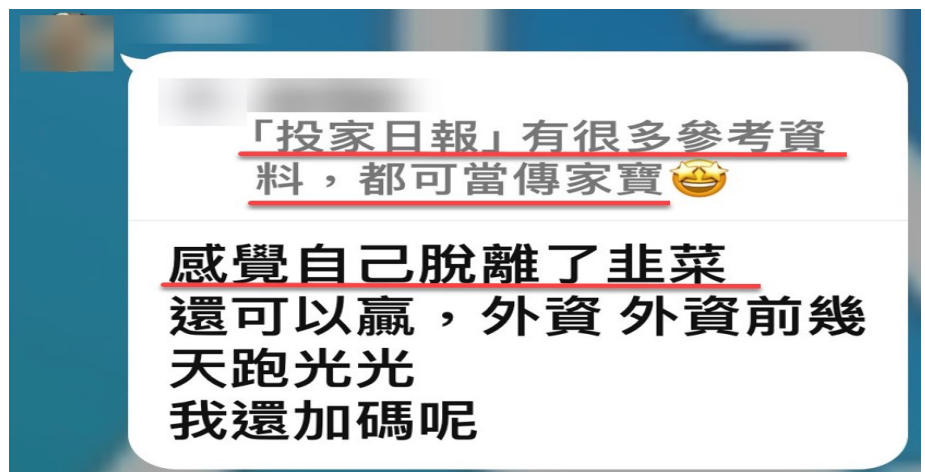 「投家日報」有很多參考資
料，都可當傳家寶🤩
感覺自己脫離了韭菜
還可以贏，外資 外資前幾
天跑光光
我還加碼呢